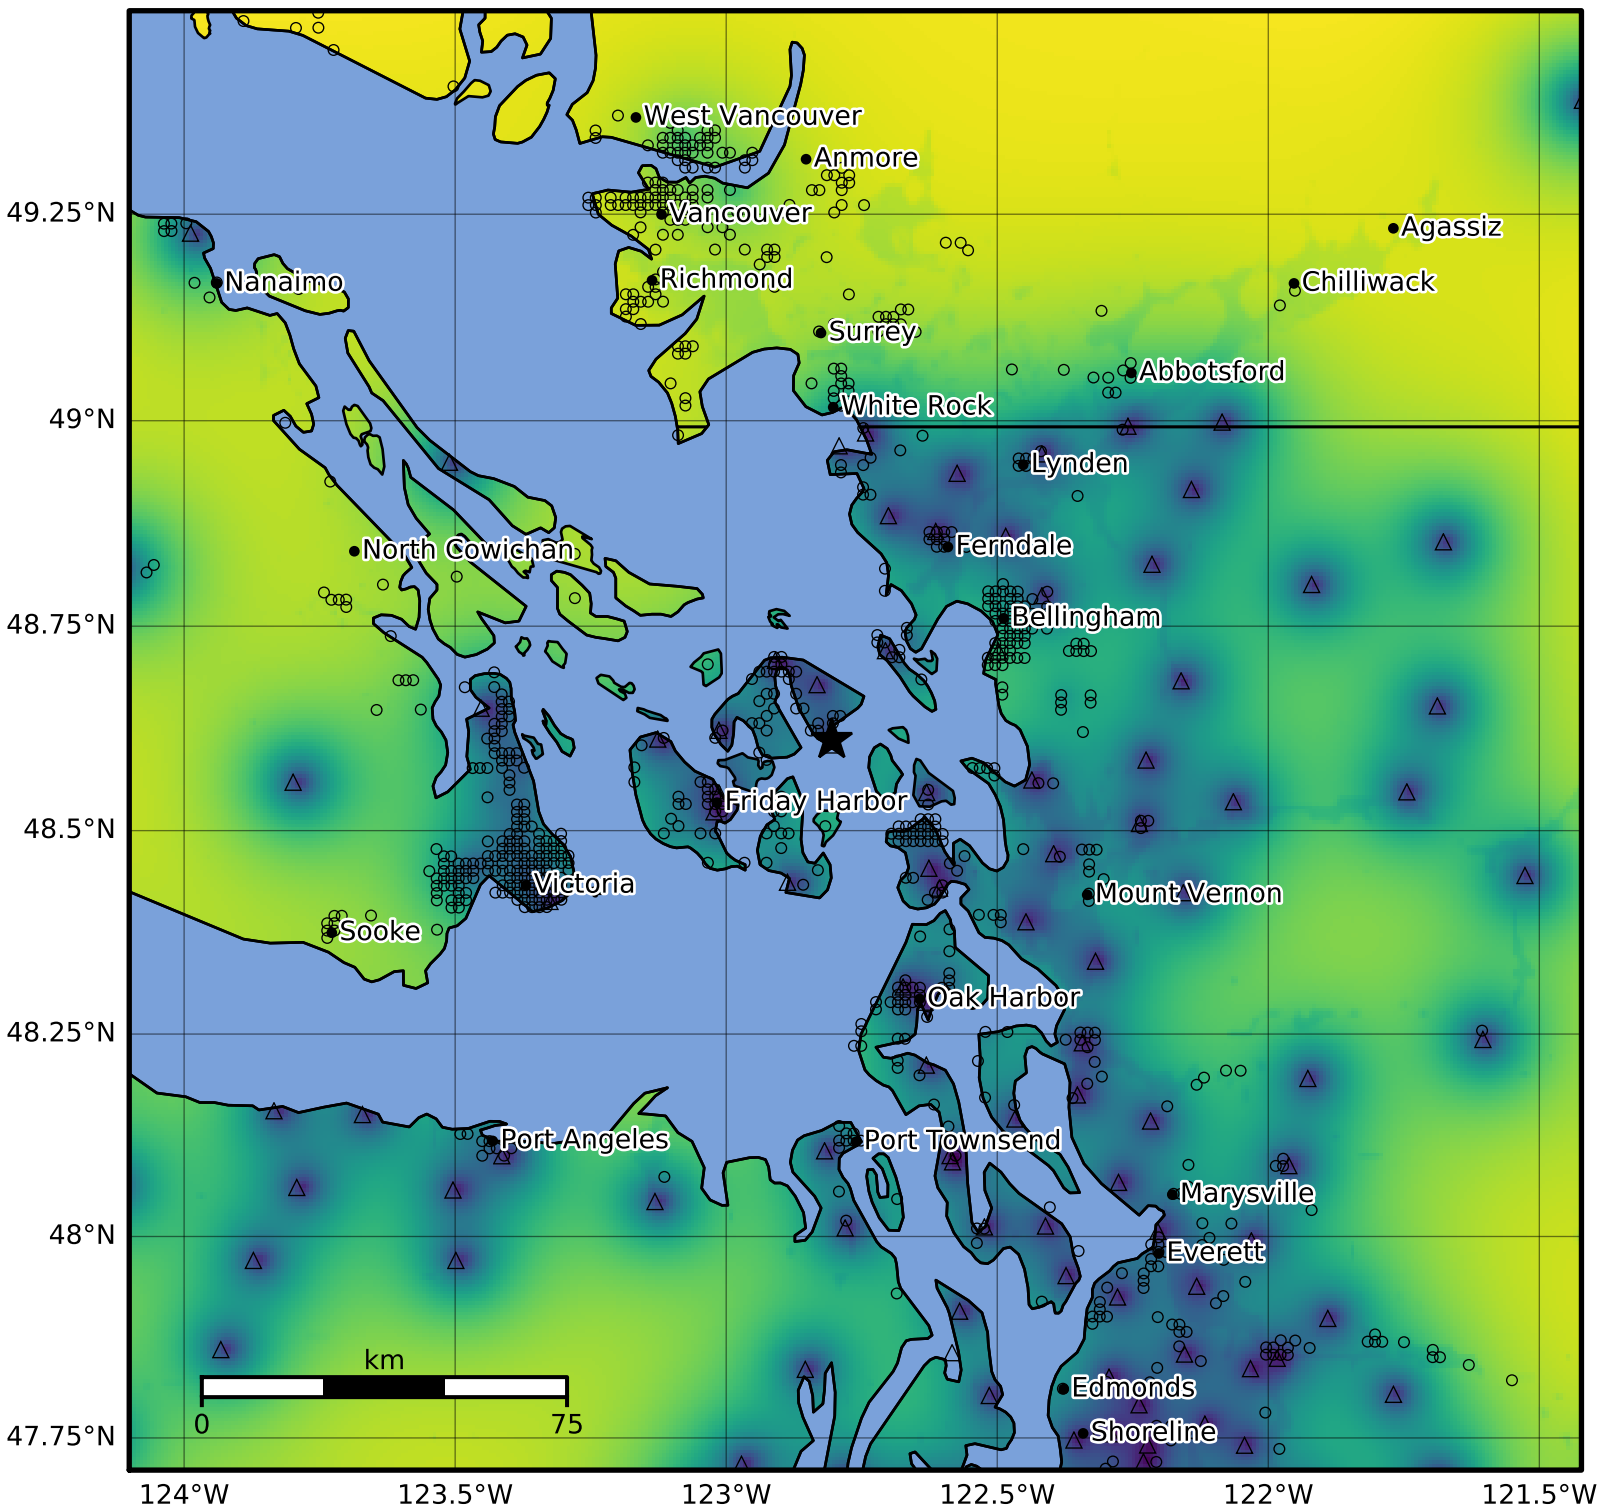 West Vancouver
Anmore
49.25°N
Vancouver
Agassiz
Nanaimo
Richmond
Chilliwack
Surrey
Abbotsford
White Rock
49°N
Lynden
North Cowichan
Ferndale
Bellingham
48.75°N
Friday Harbor
48.5°N
Victoria
Mount Vernon
Sooke
Oak Harbor
48.25°N
Port Angeles
Port Townsend
Marysville
48°N
Everett
km
0 75
Edmonds
Shoreline
47.75°N
124°W 123.5°W 123°W 122.5°W 122°W 121.5°W